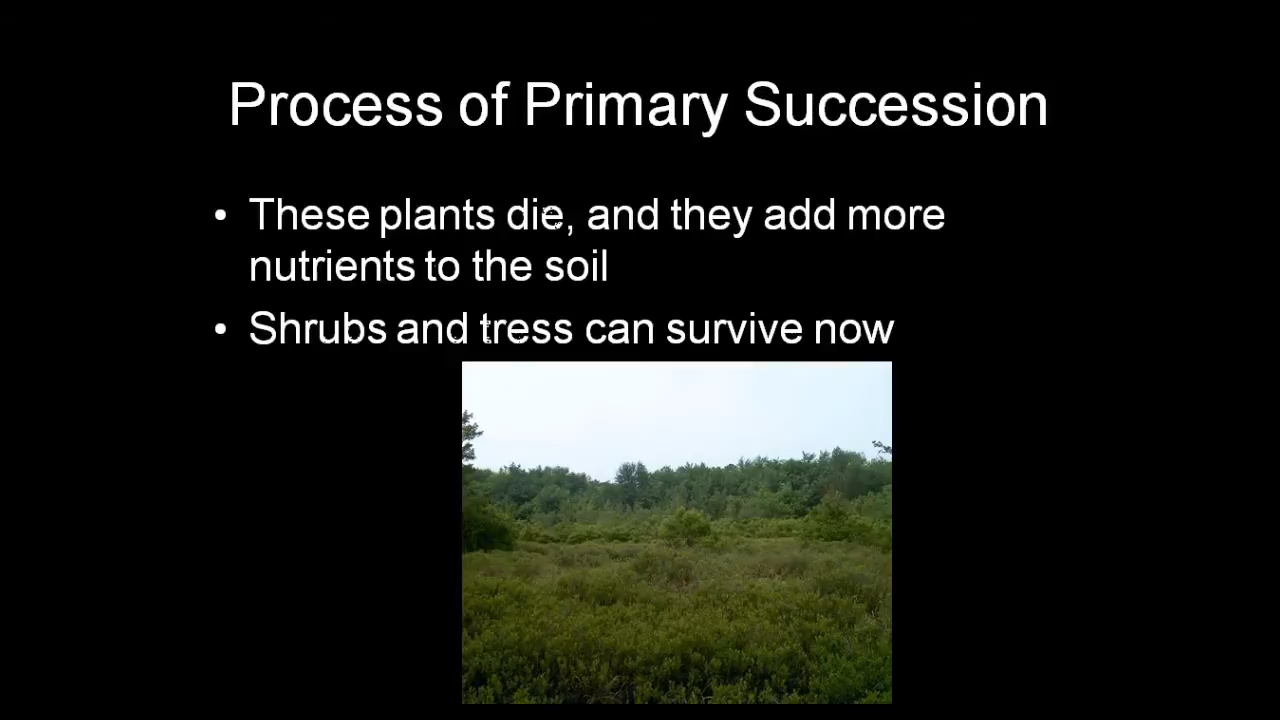 Process of Primary Succession
• These plants die, and they add more
nutrients to the soil
• Shrubs and tress can survive now